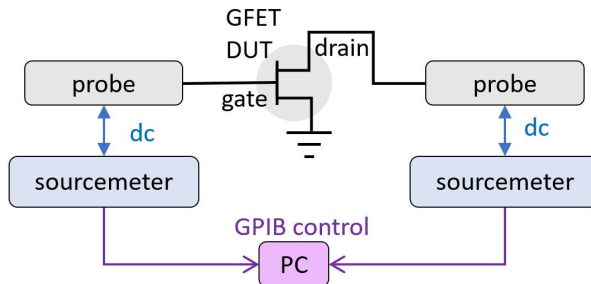 GFET
DUT
drain
probe
gate
probe
dc
dc
sourcemeter
sourcemeter
GPIB control
PC